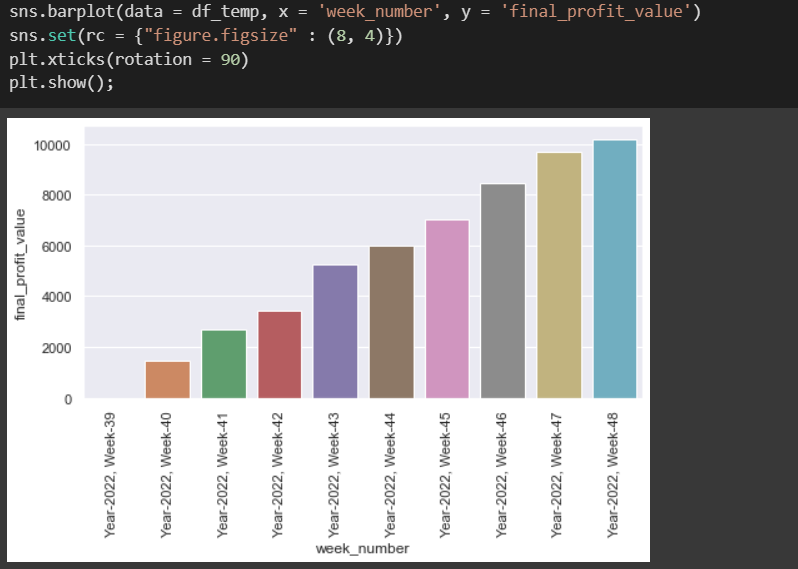 sns.barplot(data = df_temp, x = 'week_number', y = 'final_profit_value')
sns.set(rc = {"figure.figsize" : (8, 4)})
plt.xticks(rotation = 90)
plt.show();
10000
8000
6000
4000
2000
0
final_profit_value
Year-2022, Week-39
Year-2022, Week-40
Year-2022, Week-41
Year-2022, Week-42
Year-2022, Week-43
Year-2022, Week-44
Year-2022, Week-45
Year-2022, Week-46
Year-2022, Week-47
Year-2022, Week-48
week_number